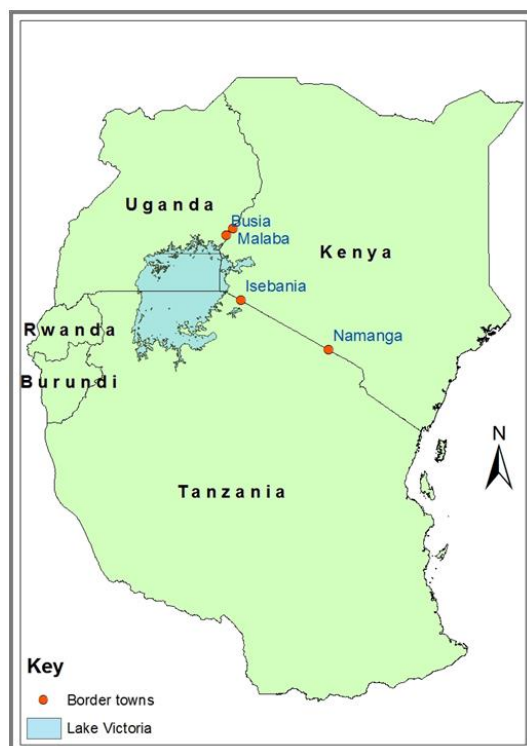 Uganda
Busia
Malaba
Kenya
Isebania
Rwanda
Namanga
Burundi
N
Tanzania
Key
Border towns
Lake Victoria